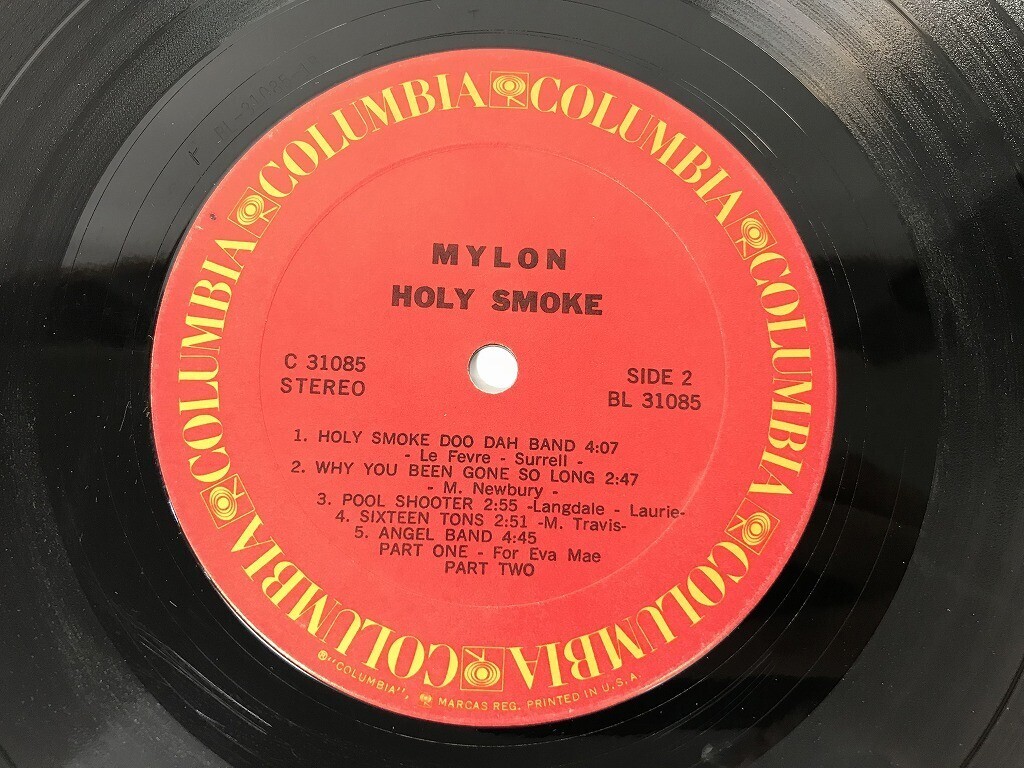 COLUMBIA COLUMBIA COLUMBIA COLUMBIA COLUMBIA COLUMBIA
MYLON
HOLY SMOKE
C 31085
STEREO
SIDE 2
BL 31085
1. HOLY SMOKE DOO DAH BAND 4:07
- Le Fevre - Surrell -
2. WHY YOU BEEN GONE SO LONG 2:47
- M. Newbury -
3. POOL SHOOTER 2:55 -Langdale - Laurie-
4. SIXTEEN TONS 2:51 -M. Travis-
5. ANGEL BAND 4:45
PART ONE - For Eva Mae
PART TWO
"COLUMBIA", MARCAS REG. PRINTED IN U.S.A.